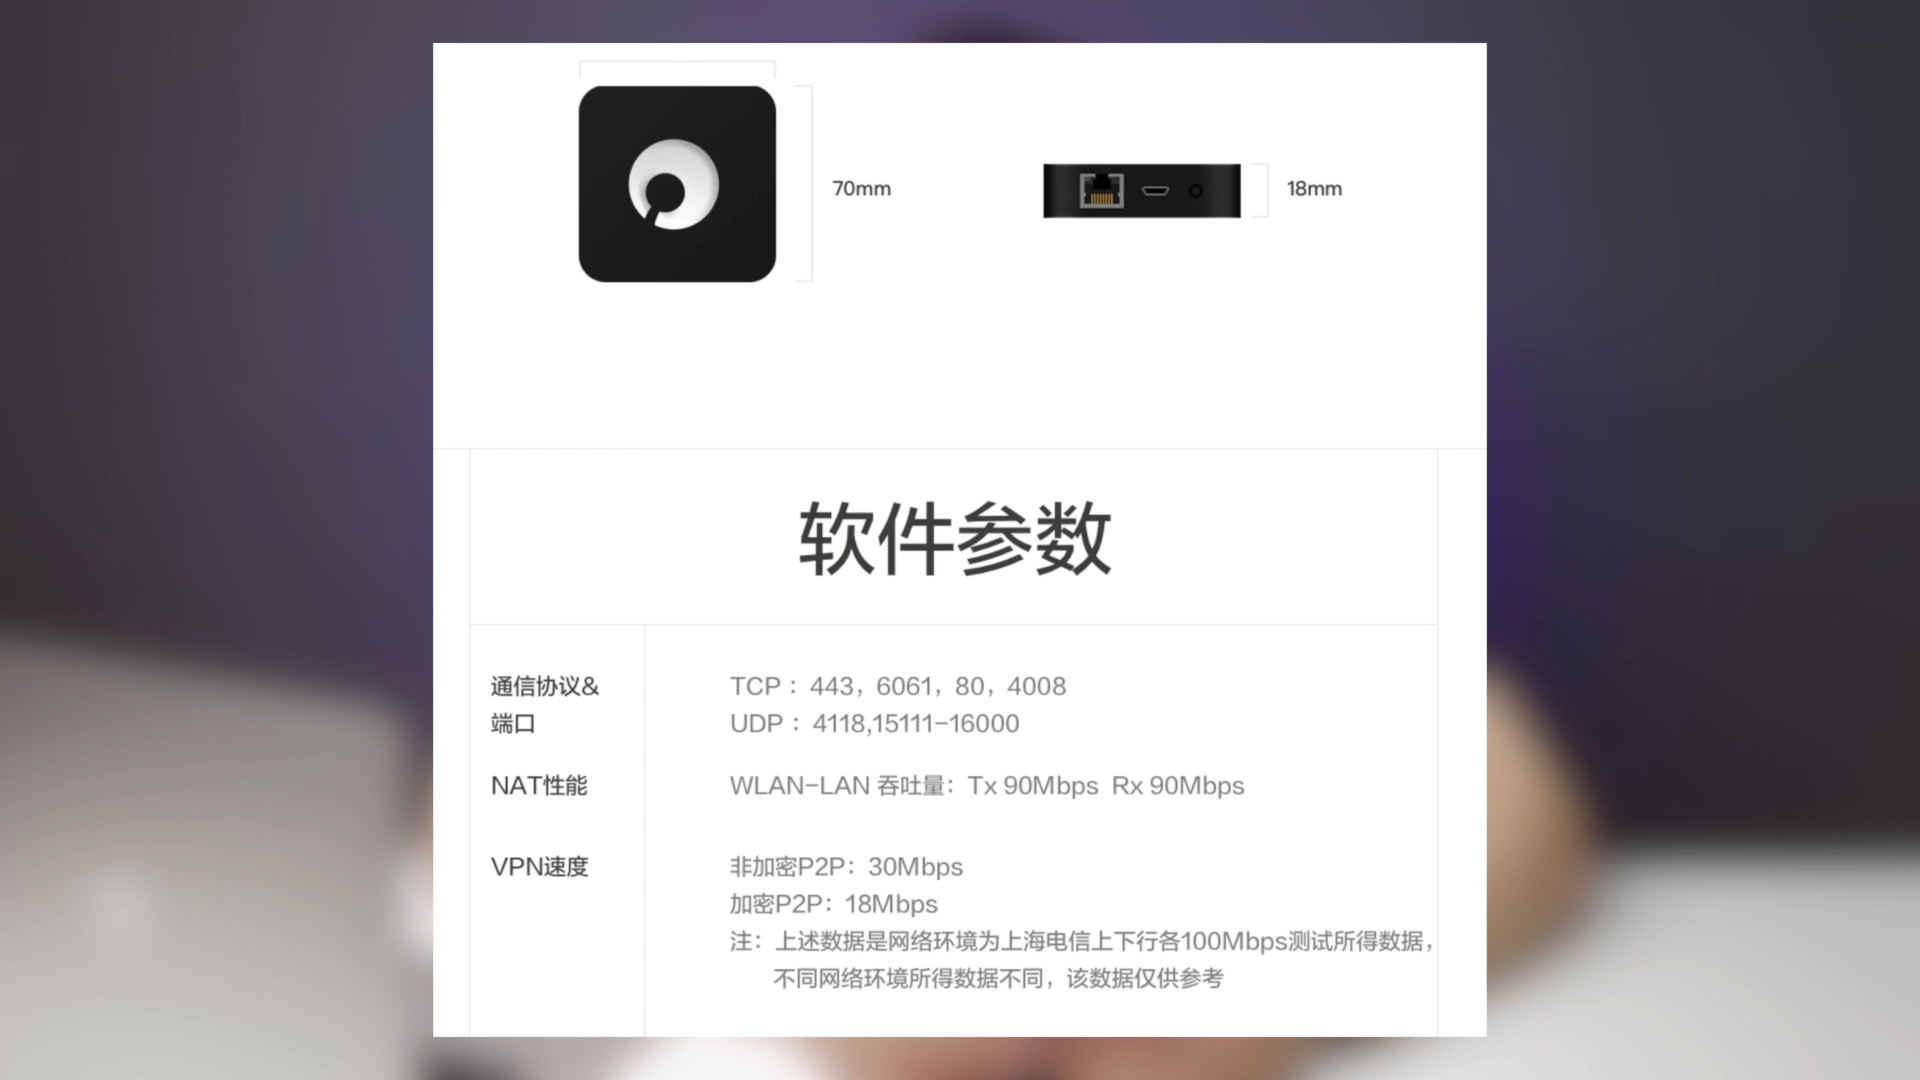 70mm
18mm
软件参数
通信协议&
端口
TCP： 443，6061，80，4008
UDP： 4118,15111-16000
NAT性能
WLAN-LAN 吞吐量：Tx 90Mbps Rx 90Mbps
VPN速度
非加密P2P：30Mbps
加密P2P：18Mbps
注：上述数据是网络环境为上海电信上下行各100Mbps测试所得数据，
不同网络环境所得数据不同，该数据仅供参考